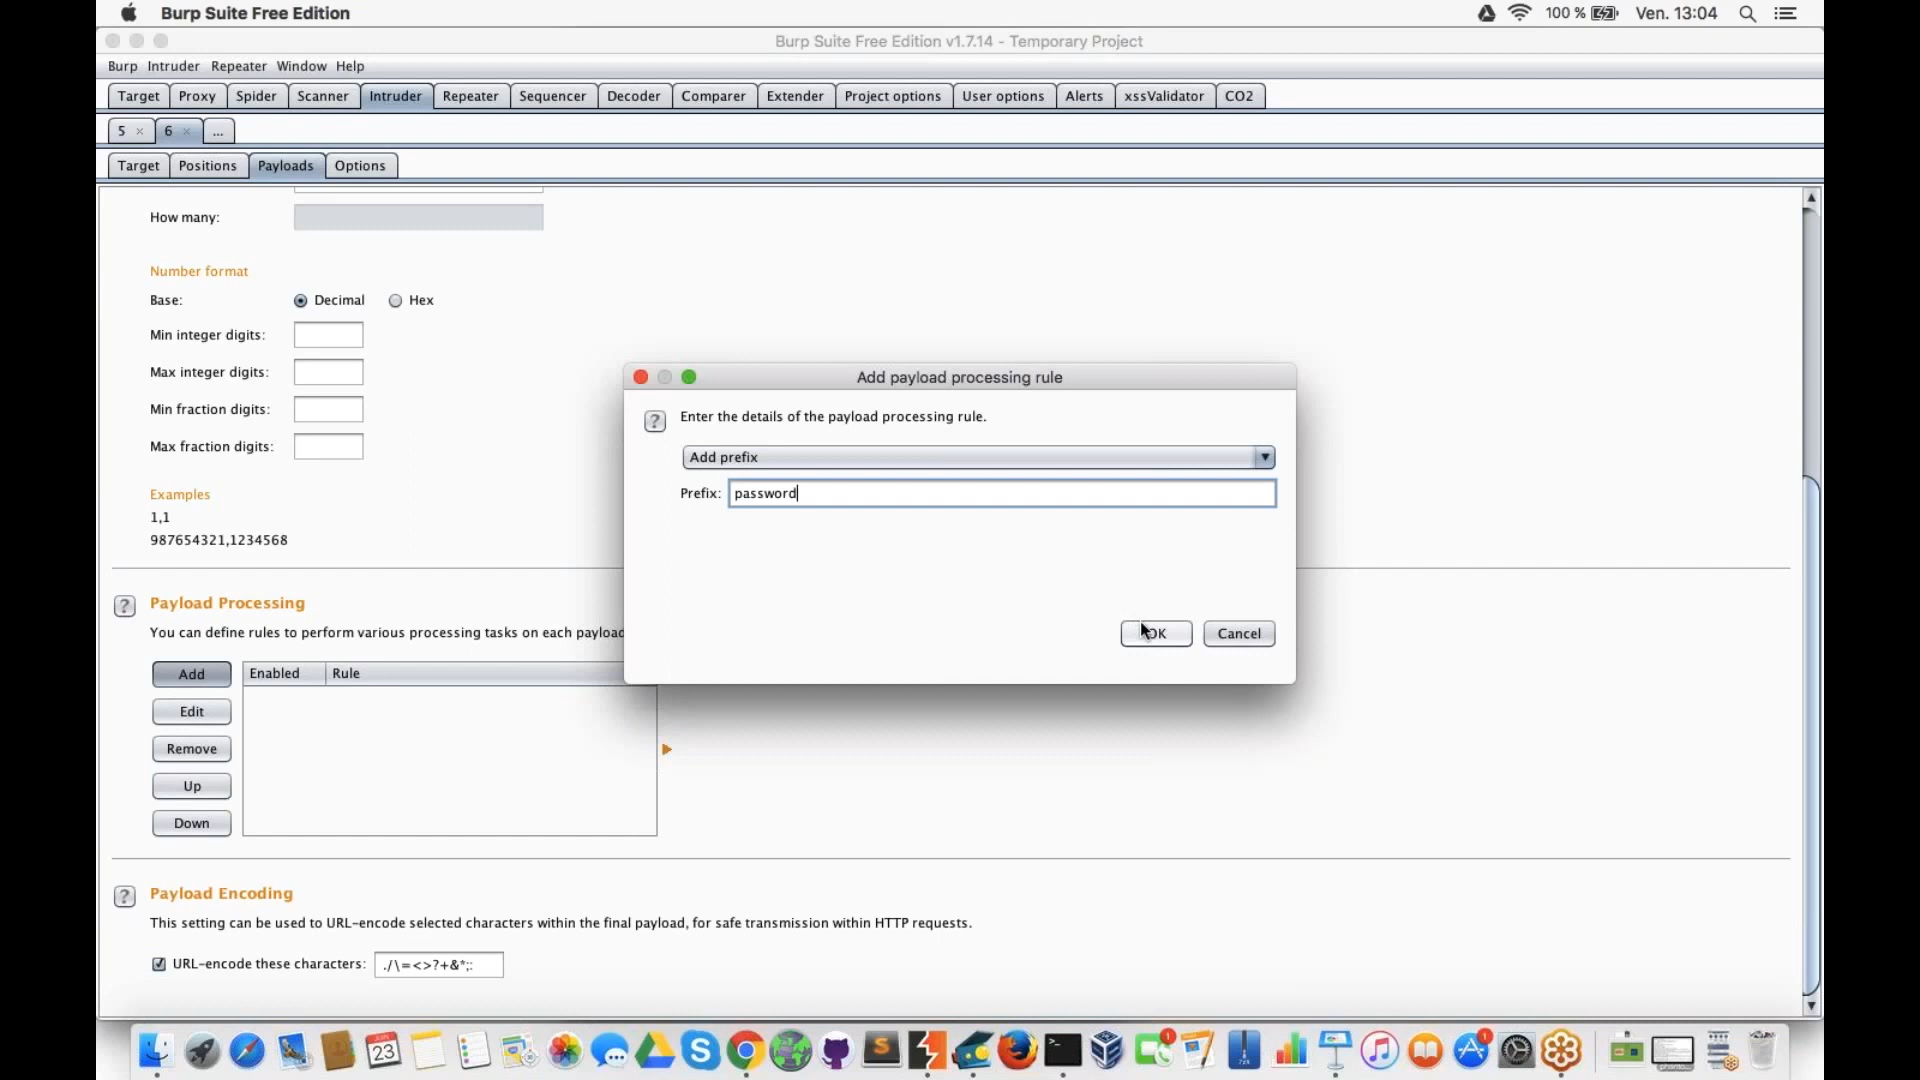 Burp Suite Free Edition
100 % Ven. 13:04
Burp Suite Free Edition v1.7.14 - Temporary Project
Burp Intruder Repeater Window Help
Target Proxy Spider Scanner Intruder Repeater Sequencer Decoder Comparer Extender Project options User options Alerts xssValidator CO2
5 × 6 × ...
Target Positions Payloads Options
How many:
Number format
Base: Decimal Hex
Min integer digits:
Max integer digits:
Min fraction digits:
Max fraction digits:
Examples
1,1
987654321,1234568
Add payload processing rule
? Enter the details of the payload processing rule.
Add prefix
Prefix: password
OK Cancel
? Payload Processing
You can define rules to perform various processing tasks on each payload
Add Enabled Rule
Edit
Remove
Up
Down
? Payload Encoding
This setting can be used to URL-encode selected characters within the final payload, for safe transmission within HTTP requests.
URL-encode these characters: ./\=<>?+&*;:
23
1
1